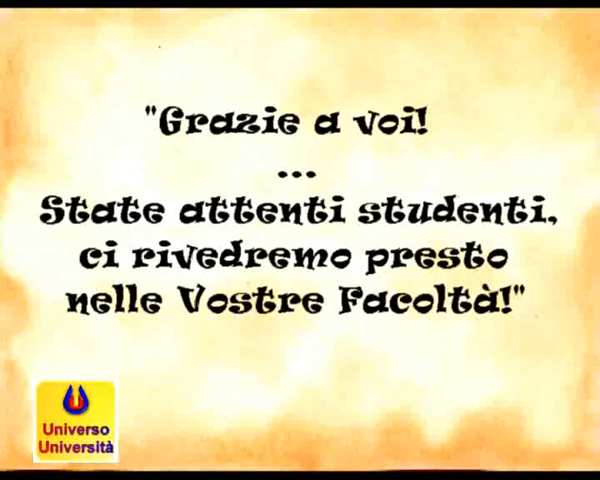 "Grazie a voi!
...
State attenti studenti,
ci rivedremo presto
nelle Vostre Facoltà!"
Universo
Università